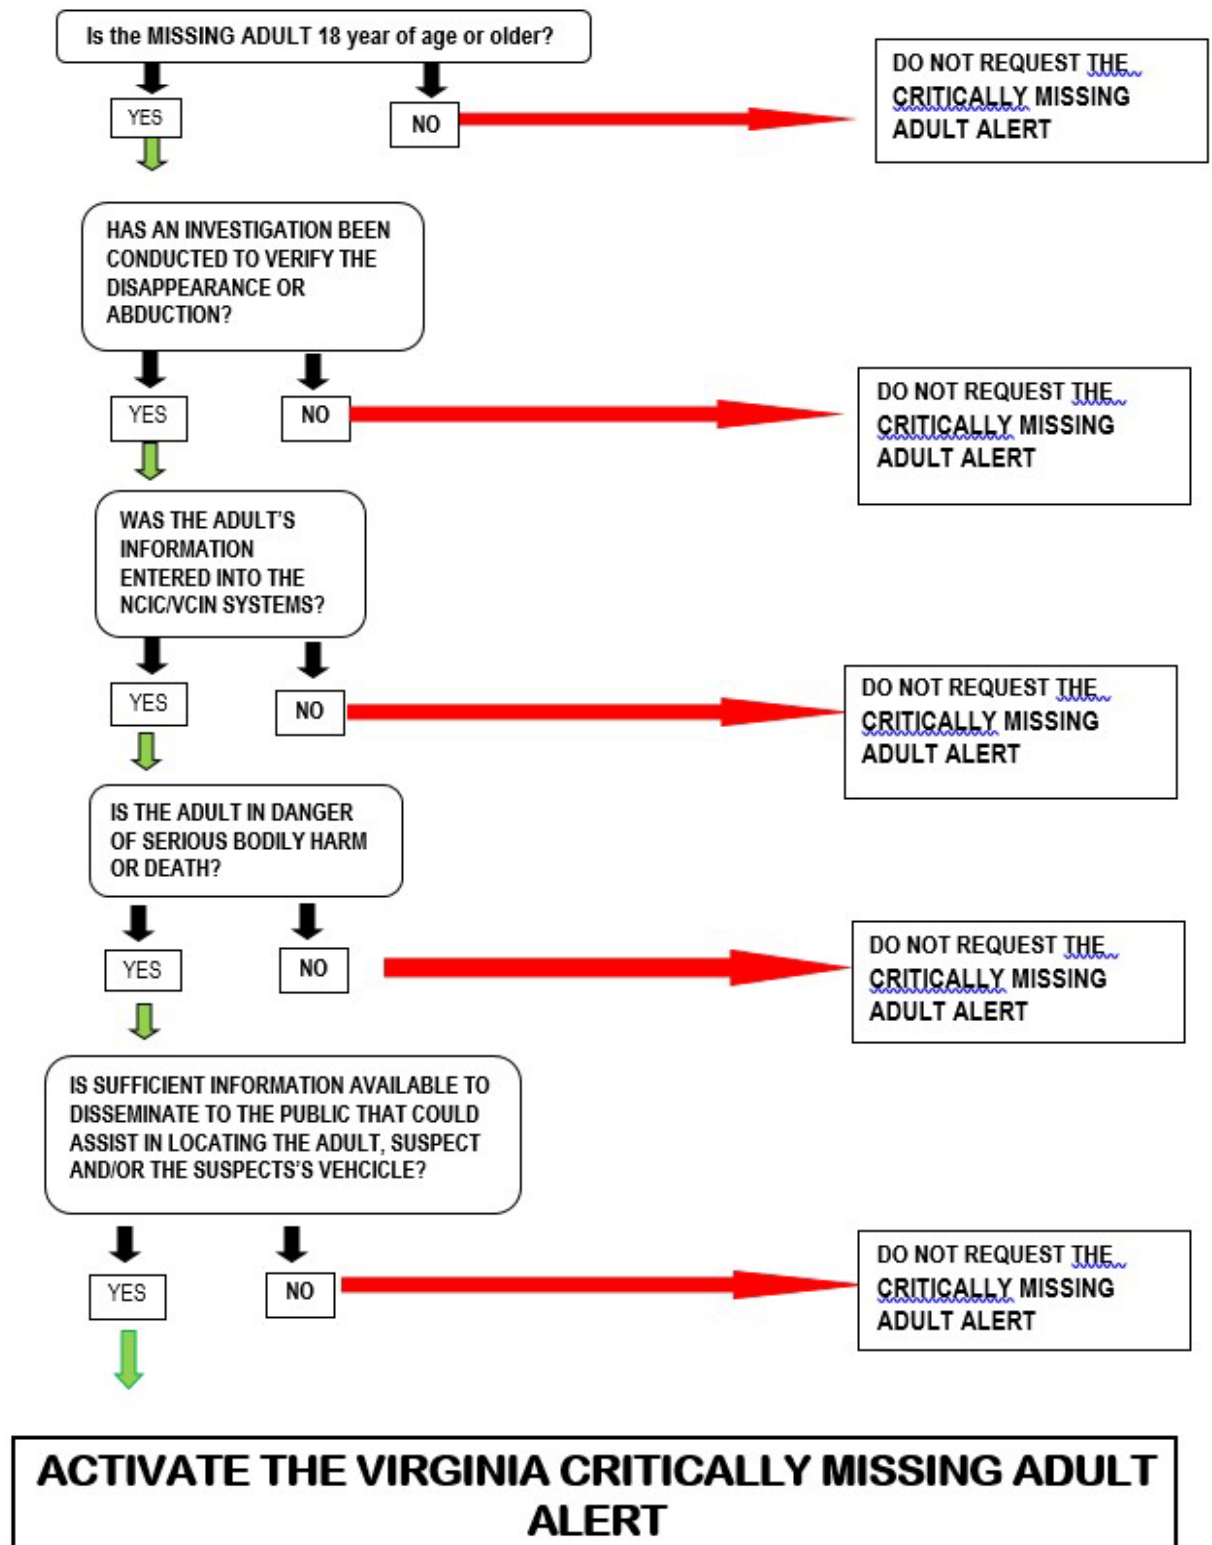 Is the MISSING ADULT 18 year of age or older?
YES
NO
DO NOT REQUEST THE
CRITICALLY MISSING
ADULT ALERT
HAS AN INVESTIGATION BEEN
CONDUCTED TO VERIFY THE
DISAPPEARANCE OR
ABDUCTION?
YES
NO
DO NOT REQUEST THE
CRITICALLY MISSING
ADULT ALERT
WAS THE ADULT’S
INFORMATION
ENTERED INTO THE
NCIC/VCIN SYSTEMS?
YES
NO
DO NOT REQUEST THE
CRITICALLY MISSING
ADULT ALERT
IS THE ADULT IN DANGER
OF SERIOUS BODILY HARM
OR DEATH?
YES
NO
DO NOT REQUEST THE
CRITICALLY MISSING
ADULT ALERT
IS SUFFICIENT INFORMATION AVAILABLE TO
DISSEMINATE TO THE PUBLIC THAT COULD
ASSIST IN LOCATING THE ADULT, SUSPECT
AND/OR THE SUSPECTS’S VEHCICLE?
YES
NO
DO NOT REQUEST THE
CRITICALLY MISSING
ADULT ALERT
ACTIVATE THE VIRGINIA CRITICALLY MISSING ADULT
ALERT